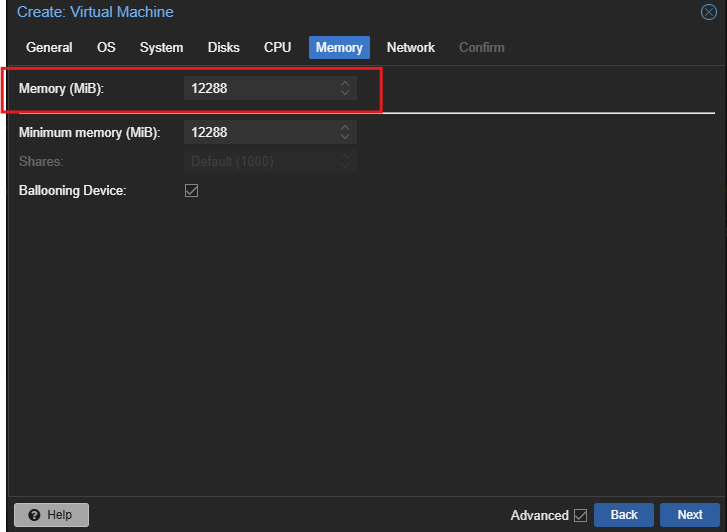 Create: Virtual Machine
General OS System Disks CPU Memory Network Confirm
Memory (MiB): 12288
Minimum memory (MiB): 12288
Shares: Default (1000)
Ballooning Device:
Help Advanced Back Next